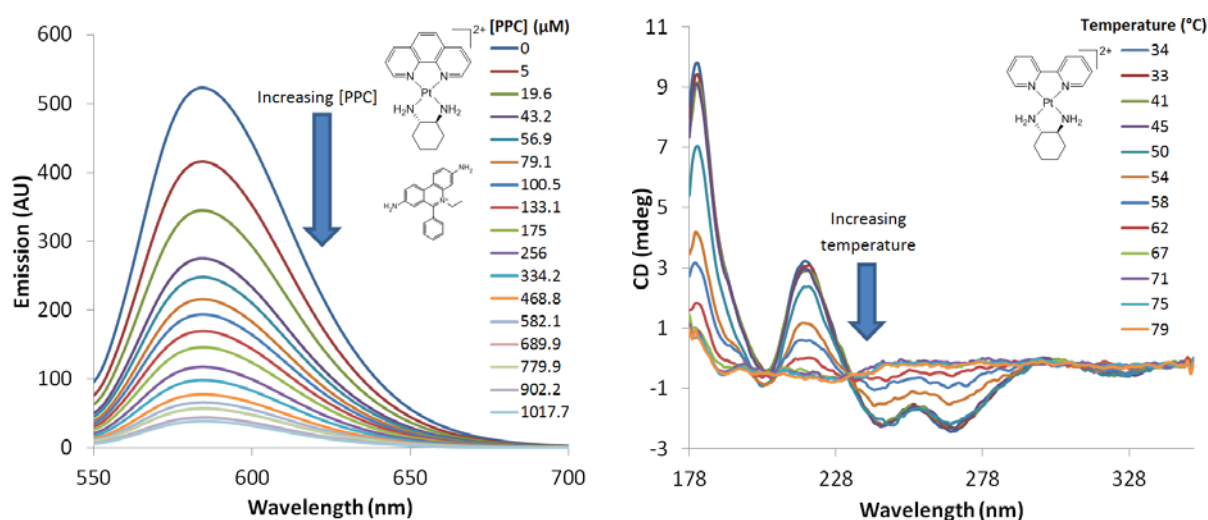 600
500
400
300
200
100
0
Emission (AU)
550
600
650
700
Wavelength (nm)
Increasing [PPC]
2+
N
N
Pt
H2N
NH2
NH2
H2N
N+
[PPC] (µM)
0
5
19.6
43.2
56.9
79.1
100.5
133.1
175
256
334.2
468.8
582.1
689.9
779.9
902.2
1017.7
11
9
7
5
3
1
-1
-3
CD (mdeg)
178
228
278
328
Wavelength (nm)
Increasing
temperature
2+
N
N
Pt
H2N
NH2
Temperature (°C)
34
33
41
45
50
54
58
62
67
71
75
79